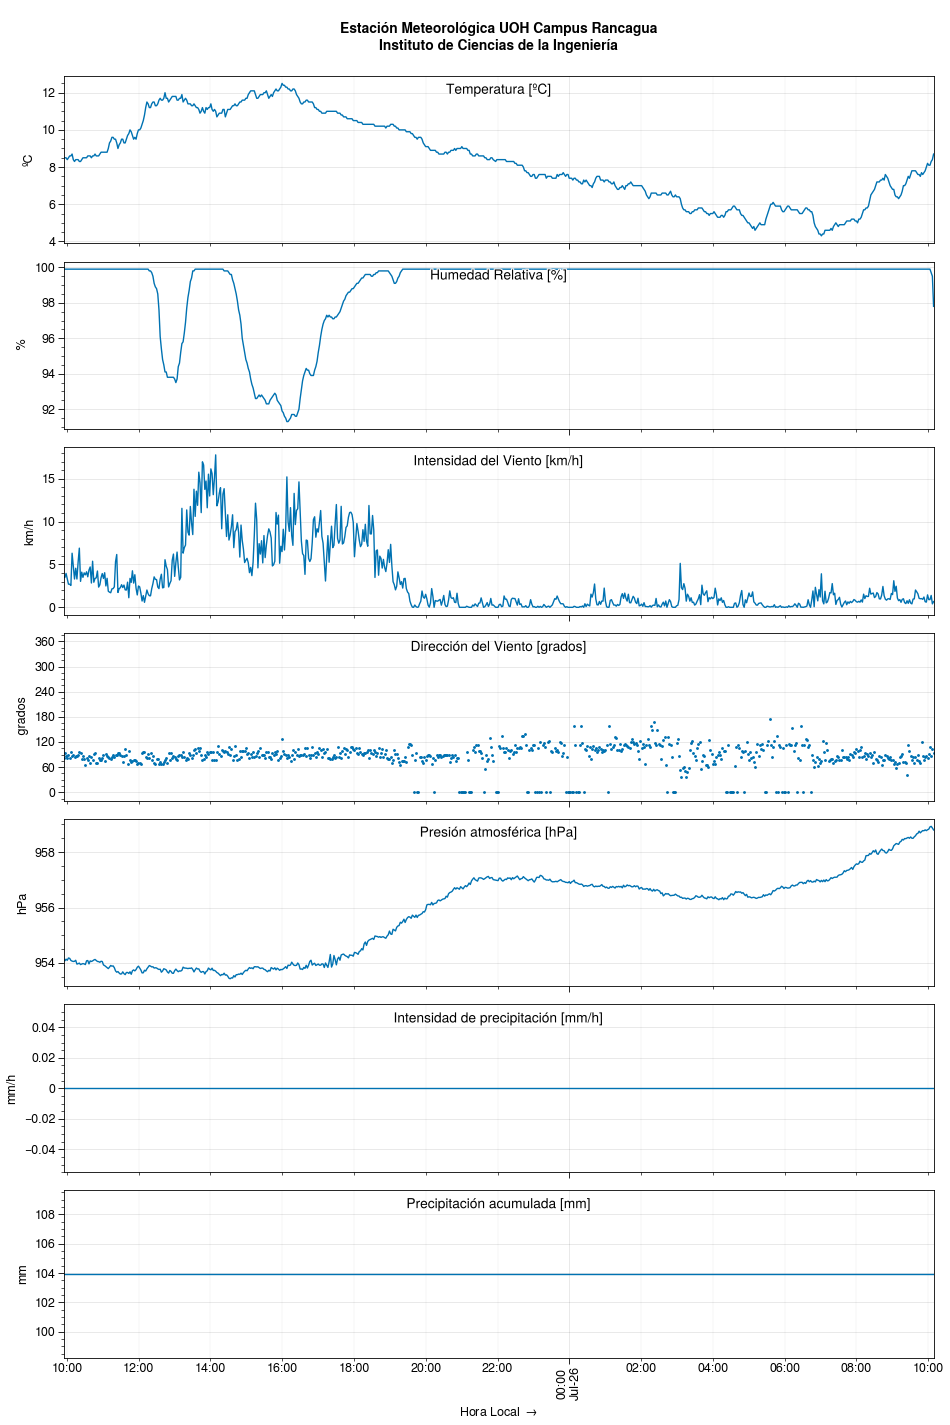 Estación Meteorológica UOH Campus Rancagua
Instituto de Ciencias de la Ingeniería
Temperatura [ºC]
12
10
8
6
4
ºC
Humedad Relativa [%]
100
98
96
94
92
%
Intensidad del Viento [km/h]
15
10
5
0
km/h
Dirección del Viento [grados]
360
300
240
180
120
60
0
grados
Presión atmosférica [hPa]
958
956
954
hPa
Intensidad de precipitación [mm/h]
0.04
0.02
0
−0.02
−0.04
mm/h
Precipitación acumulada [mm]
108
106
104
102
100
mm
10:00 12:00 14:00 16:00 18:00 20:00 22:00 00:00 02:00 04:00 06:00 08:00 10:00
Jul-26
Hora Local →